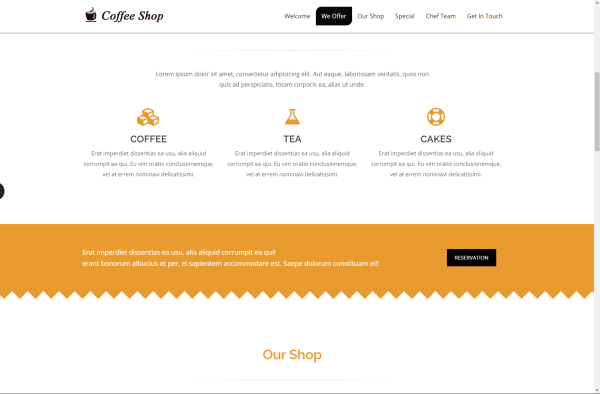 Coffee Shop
Welcome We Offer Our Shop Special Chef Team Get In Touch
Lorem ipsum dolor sit amet, consectetur adipisicing elit. Aut eaque, laboriosam veritatis, quos non
quis ad perspiciatis, totam corporis ea, alias ut unde.
COFFEE
Erat imperdiet dissentias ea usu, alia aliquid
corrumpit ea qui. Eu vim oratio conclusionemque,
vel at errem nominavi delicatissimi.
TEA
Erat imperdiet dissentias ea usu, alia aliquid
corrumpit ea qui. Eu vim oratio conclusionemque,
vel at errem nominavi delicatissimi.
CAKES
Erat imperdiet dissentias ea usu, alia aliquid
corrumpit ea qui. Eu vim oratio conclusionemque,
vel at errem nominavi delicatissimi.
Erat imperdiet dissentias ea usu, alia aliquid corrumpit ea qui!
erant bonorum albucius et per, ei sapientem accommodare est. Saepe dolorum constituam ei!!
RESERVATION
Our Shop